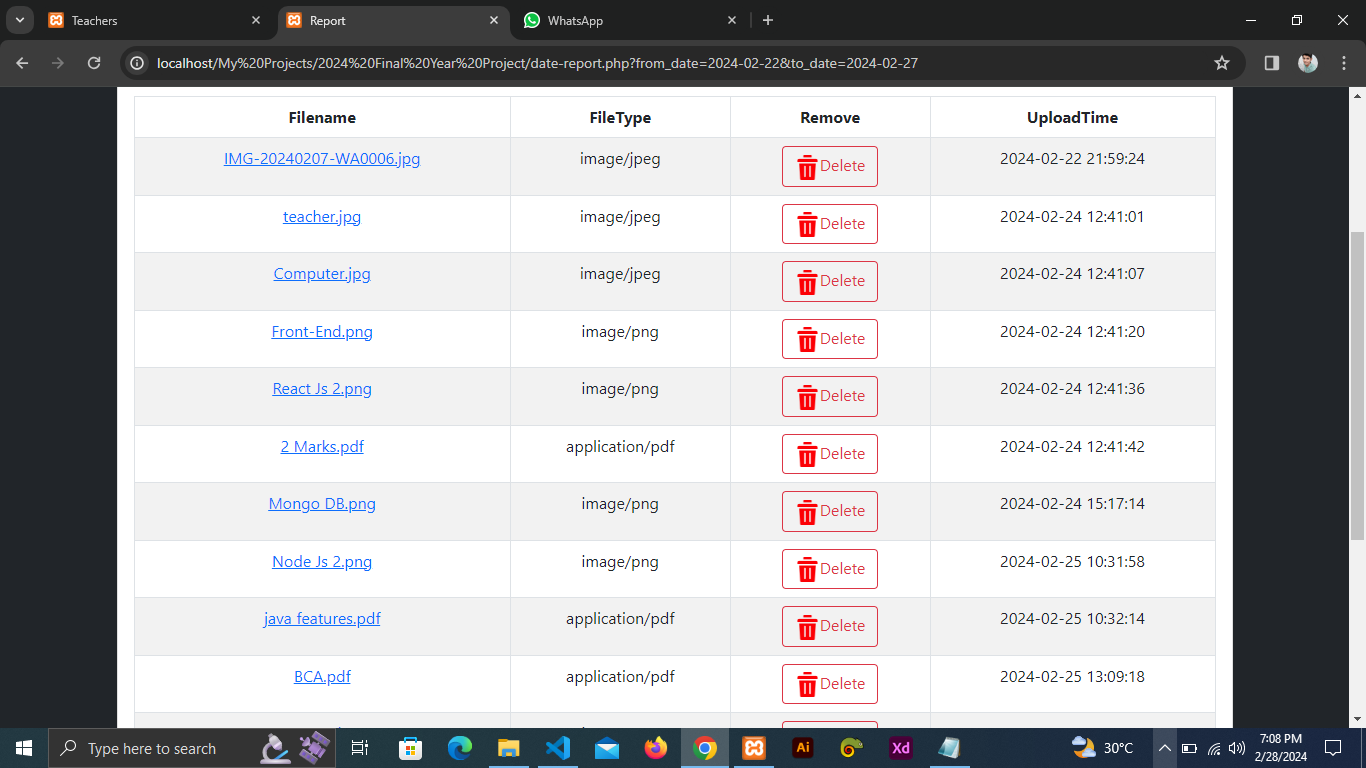 Teachers
Report
WhatsApp
localhost/My%20Projects/2024%20Final%20Year%20Project/date-report.php?from_date=2024-02-22&to_date=2024-02-27
Filename FileType Remove UploadTime
IMG-20240207-WA0006.jpg image/jpeg Delete 2024-02-22 21:59:24
teacher.jpg image/jpeg Delete 2024-02-24 12:41:01
Computer.jpg image/jpeg Delete 2024-02-24 12:41:07
Front-End.png image/png Delete 2024-02-24 12:41:20
React Js 2.png image/png Delete 2024-02-24 12:41:36
2 Marks.pdf application/pdf Delete 2024-02-24 12:41:42
Mongo DB.png image/png Delete 2024-02-24 15:17:14
Node Js 2.png image/png Delete 2024-02-25 10:31:58
java features.pdf application/pdf Delete 2024-02-25 10:32:14
BCA.pdf application/pdf Delete 2024-02-25 13:09:18
Type here to search
Ai
Xd
30°C
7:08 PM
2/28/2024